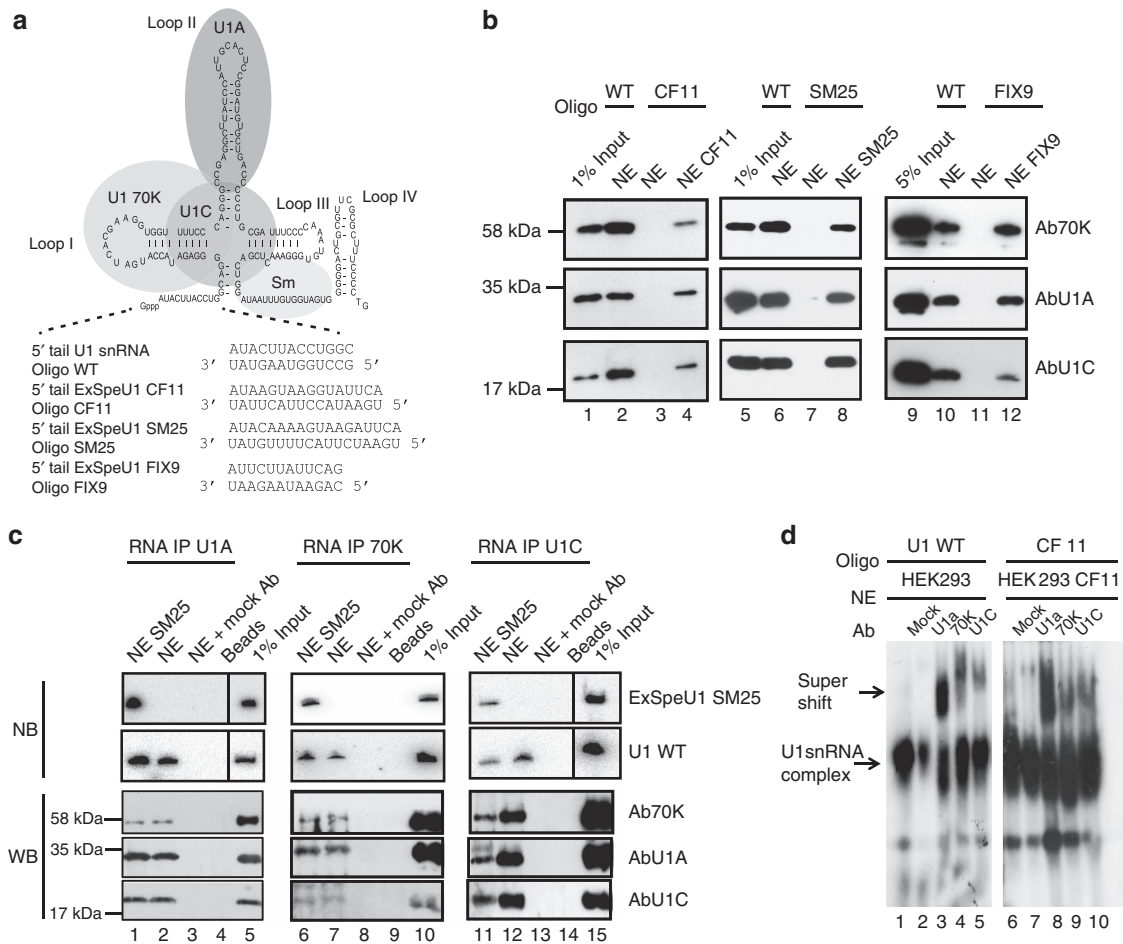 a
Loop II
U1A
U1 70K
U1C
Loop III
Loop IV
Loop I
Sm
Gppp
AUACUUACCUG
AUAAUUUGUGGUAGUG
5′ tail U1 snRNA AUACUUACCUGGC
Oligo WT 3′ UAUGAAUGGUCCG 5′
5′ tail ExSpeU1 CF11 AUAAGUAAGGUAUUCA
Oligo CF11 3′ UAUUCAUUCCAUAAGU 5′
5′ tail ExSpeU1 SM25 AUACAAAAGUAAGAUUCA
Oligo SM25 3′ UAUGUUUUCAUUCUAAGU 5′
5′ tail ExSpeU1 FIX9 AUUCUUAUUCAG
Oligo FIX9 3′ UAAGAAUAAGAC 5′
b
Oligo WT CF11 WT SM25 WT FIX9
1% Input NE NE NE CF11 1% Input NE NE NE SM25 5% Input NE NE NE FIX9
58 kDa Ab70K
35 kDa AbU1A
17 kDa AbU1C
1 2 3 4 5 6 7 8 9 10 11 12
c
RNA IP U1A RNA IP 70K RNA IP U1C
NE SM25 NE NE + mock Ab Beads 1% Input NE SM25 NE NE + mock Ab Beads 1% Input NE SM25 NE NE + mock Ab Beads 1% Input
NB
ExSpeU1 SM25
U1 WT
WB
58 kDa Ab70K
35 kDa AbU1A
17 kDa AbU1C
1 2 3 4 5 6 7 8 9 10 11 12 13 14 15
d
Oligo U1 WT CF 11
HEK293 HEK 293 CF11
NE
Ab Mock U1a 70K U1C Mock U1a 70K U1C
Super
shift
U1snRNA
complex
1 2 3 4 5 6 7 8 9 10